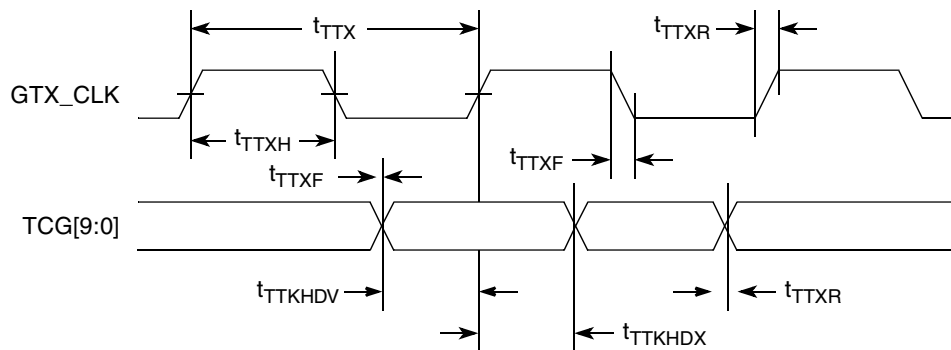 tTTX
tTTXR
GTX_CLK
tTTXH
tTTXF
tTTXF
TCG[9:0]
tTTKHDV
tTTXR
tTTKHDX